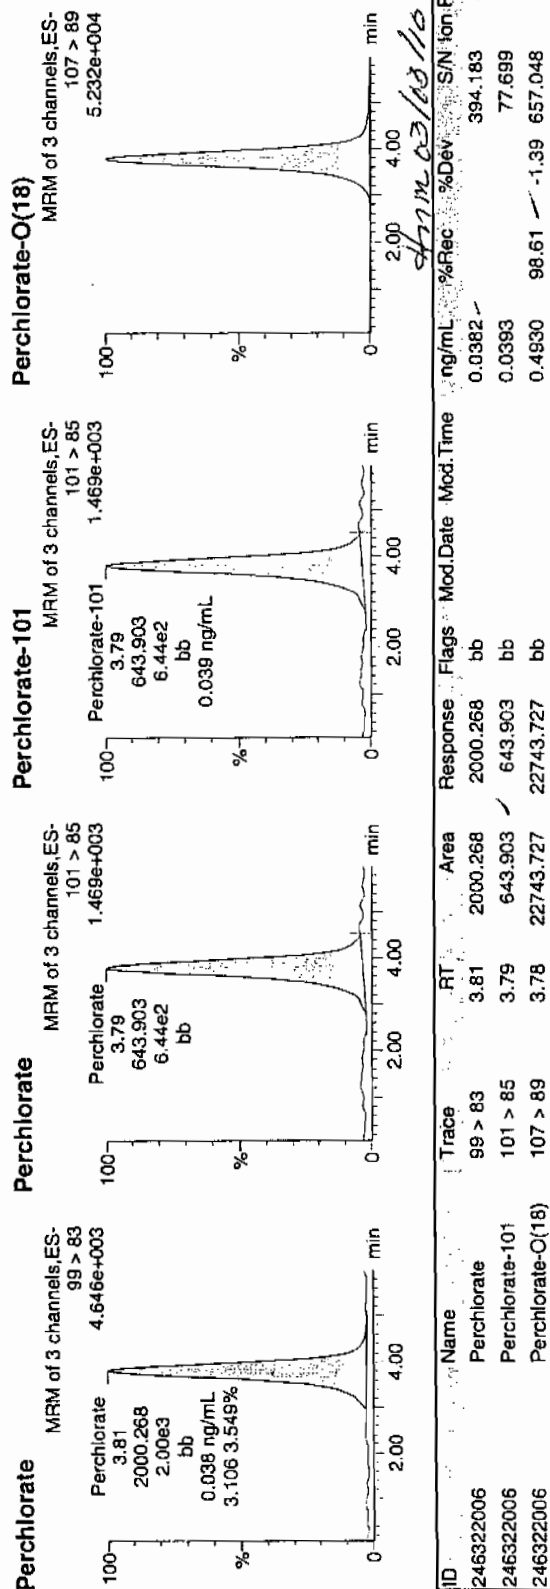 Perchlorate
MRM of 3 channels,ES-
99 > 83
4.646e+003
100
Perchlorate
3.81
2000.268
2.00e3
bb
0.038 ng/mL
3.106 3.549%
%
0
2.00
4.00
min
Perchlorate
MRM of 3 channels,ES-
101 > 85
1.469e+003
100
Perchlorate
3.79
643.903
6.44e2
bb
%
0
2.00
4.00
min
Perchlorate-101
MRM of 3 channels,ES-
101 > 85
1.469e+003
100
Perchlorate-101
3.79
643.903
6.44e2
bb
0.039 ng/mL
%
0
2.00
4.00
min
Perchlorate-O(18)
MRM of 3 channels,ES-
107 > 89
5.232e+004
100
%
0
2.00
4.00
min
03/03/10
ID Name Trace RT Area Response Flags Mod.Date Mod.Time ng/mL %Rec %Dev S/N Ion
246322006 Perchlorate 99 > 83 3.81 2000.268 2000.268 bb 0.0382 394.183
246322006 Perchlorate-101 101 > 85 3.79 643.903 643.903 bb 0.0393 77.699
246322006 Perchlorate-O(18) 107 > 89 3.78 22743.727 22743.727 bb 0.4930 98.61 -1.39 657.048